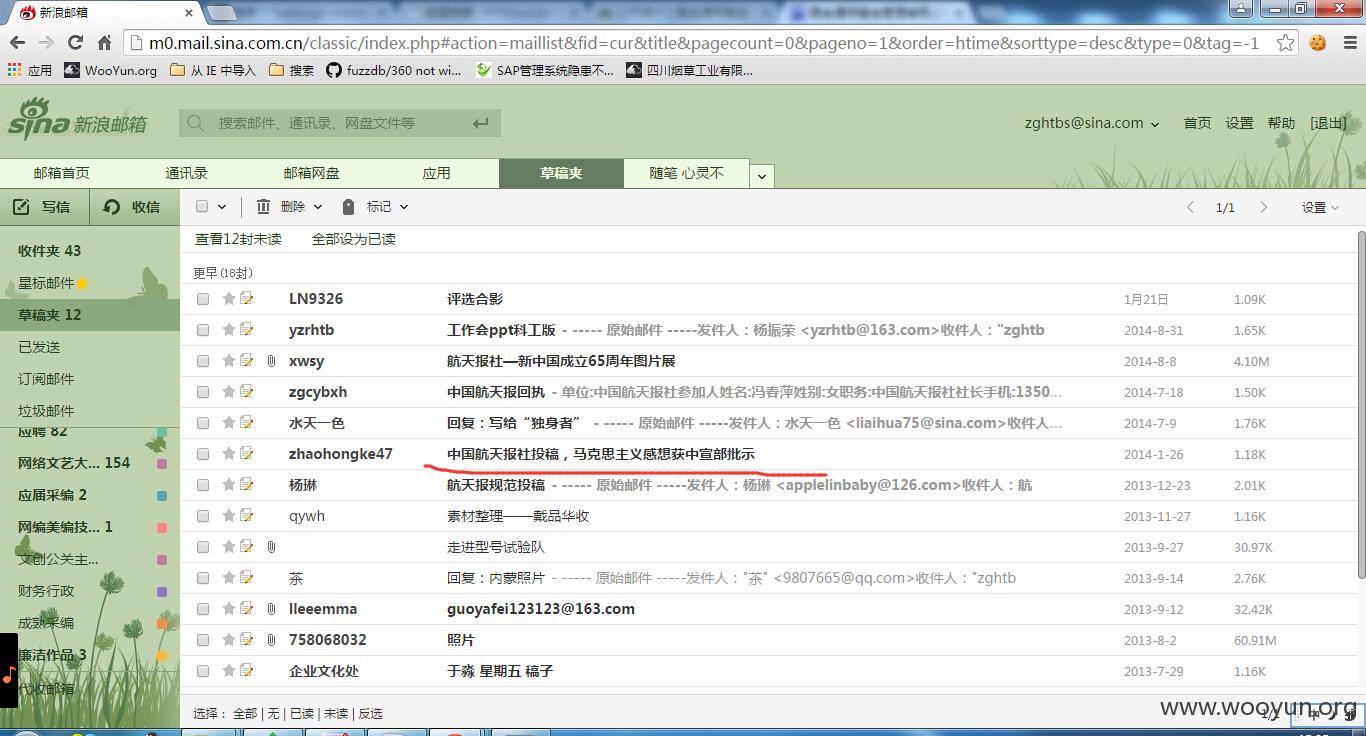 新浪邮箱
m0.mail.sina.com.cn/classic/index.php#action=maillist&fid=cur&title&pagecount=0&pageno=1&order=htime&sorttype=desc&type=0&tag=-1
应用 WooYun.org 从 IE 中导入 搜索 fuzzdb/360 not wi... SAP管理系统隐患不... 四川烟草工业有限...
sina 新浪邮箱 搜索邮件、通讯录、网盘文件等 zghtbs@sina.com 首页 设置 帮助 [退出]
邮箱首页 通讯录 邮箱网盘 应用 草稿夹 随笔 心灵不
写信 收信 删除 标记 1/1 设置
查看12封未读 全部设为已读
收件夹 43
星标邮件
草稿夹 12
已发送
订阅邮件
垃圾邮件
应聘 82
网络文艺大... 154
应届采编 2
网编美编技... 1
文创公关主...
财务行政
成熟采编
廉洁作品 3
代收邮箱
更早(18封)
LN9326 评选合影 1月21日 1.09K
yzrhtb 工作会ppt科工版 - ----- 原始邮件 -----发件人：杨振荣 <yzrhtb@163.com>收件人："zghtb 2014-8-31 1.65K
xwsy 航天报社—新中国成立65周年图片展 2014-8-8 4.10M
zgcybxh 中国航天报回执 - 单位:中国航天报社参加人姓名:冯春萍姓别:女职务:中国航天报社社长手机:1350... 2014-7-18 1.50K
水天一色 回复：写给“独身者” - ----- 原始邮件 -----发件人：水天一色 <liaihua75@sina.com>收件人... 2014-7-9 1.76K
zhaohongke47 中国航天报社投稿，马克思主义感想获中宣部批示 2014-1-26 1.18K
杨琳 航天报规范投稿 - ----- 原始邮件 -----发件人：杨琳 <applelinbaby@126.com>收件人：航 2013-12-23 2.01K
qywh 素材整理——戴品华收 2013-11-27 1.16K
走进型号试验队 2013-9-27 30.97K
茶 回复：内蒙照片 - ----- 原始邮件 -----发件人："茶" <9807665@qq.com>收件人："zghtb 2013-9-14 2.76K
lleeemma guoyafei123123@163.com 2013-9-12 32.42K
758068032 照片 2013-8-2 60.91M
企业文化处 于淼 星期五 稿子 2013-7-29 1.16K
选择： 全部 | 无 | 已读 | 未读 | 反选
www.wooyun.org
中